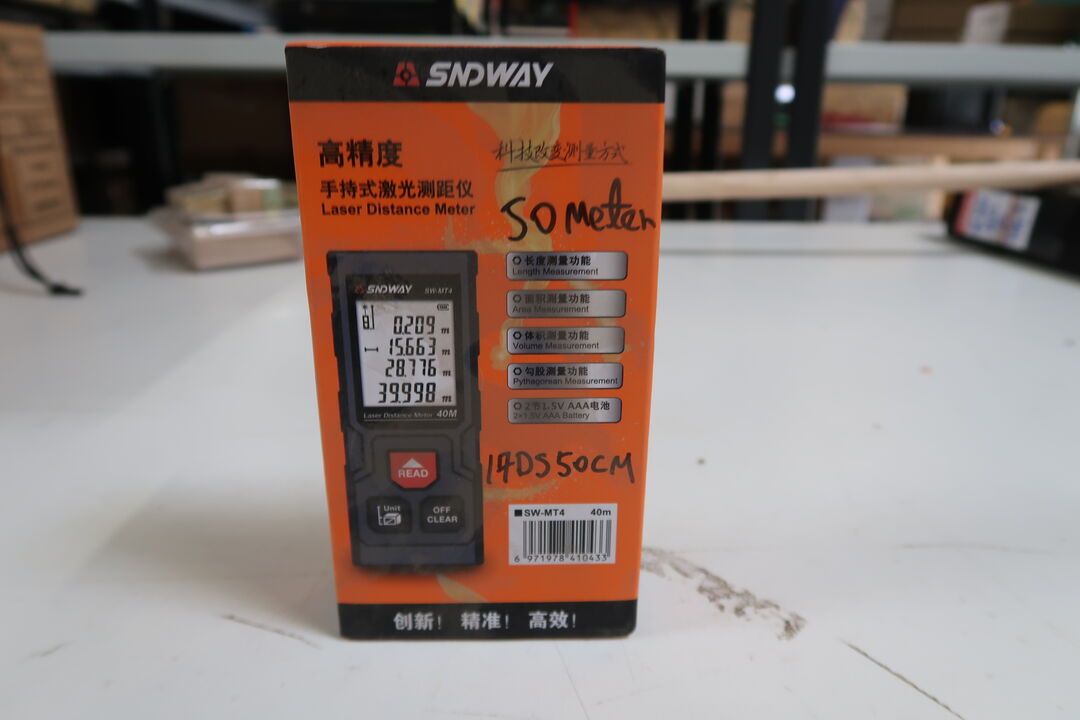 SNDWAY
高精度
科技改变测量方式
手持式激光测距仪
Laser Distance Meter
50 Meter
长度测量功能
Length Measurement
面积测量功能
Area Measurement
体积测量功能
Volume Measurement
勾股测量功能
Pythagorean Measurement
2节1.5V AAA电池
2×1.5V AAA Battery
SNDWAY SW-MT4
0.209 m
15.663 m
28.776 m
39.998 m
Laser Distance Meter 40M
READ
Unit
OFF
CLEAR
17DS50CM
SW-MT4 40m
6 971978 410433
创新! 精准! 高效!